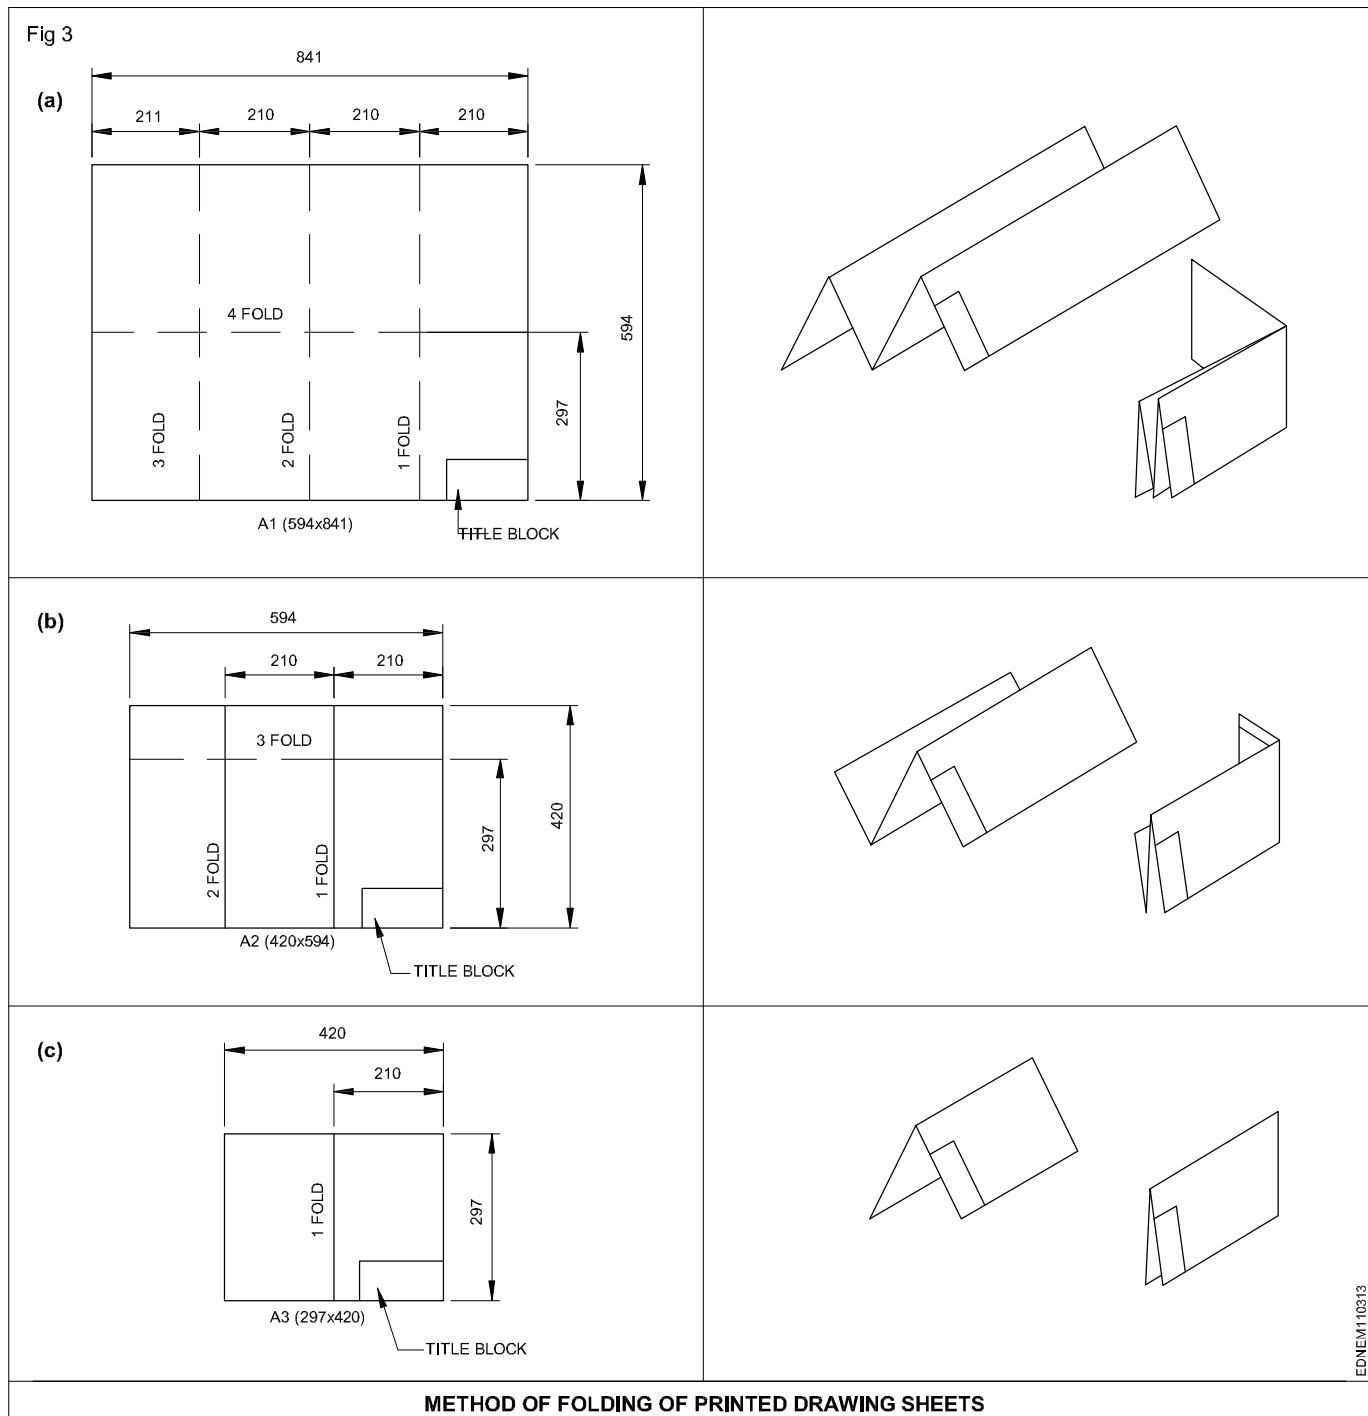 Fig 3
841
(a)
211 210 210 210
4 FOLD
594
297
3 FOLD
2 FOLD
1 FOLD
A1 (594x841)
TITLE BLOCK
(b)
594
210 210
3 FOLD
420
297
2 FOLD
1 FOLD
A2 (420x594)
TITLE BLOCK
(c)
420
210
1 FOLD
297
A3 (297x420)
TITLE BLOCK
EDNEM110313
METHOD OF FOLDING OF PRINTED DRAWING SHEETS